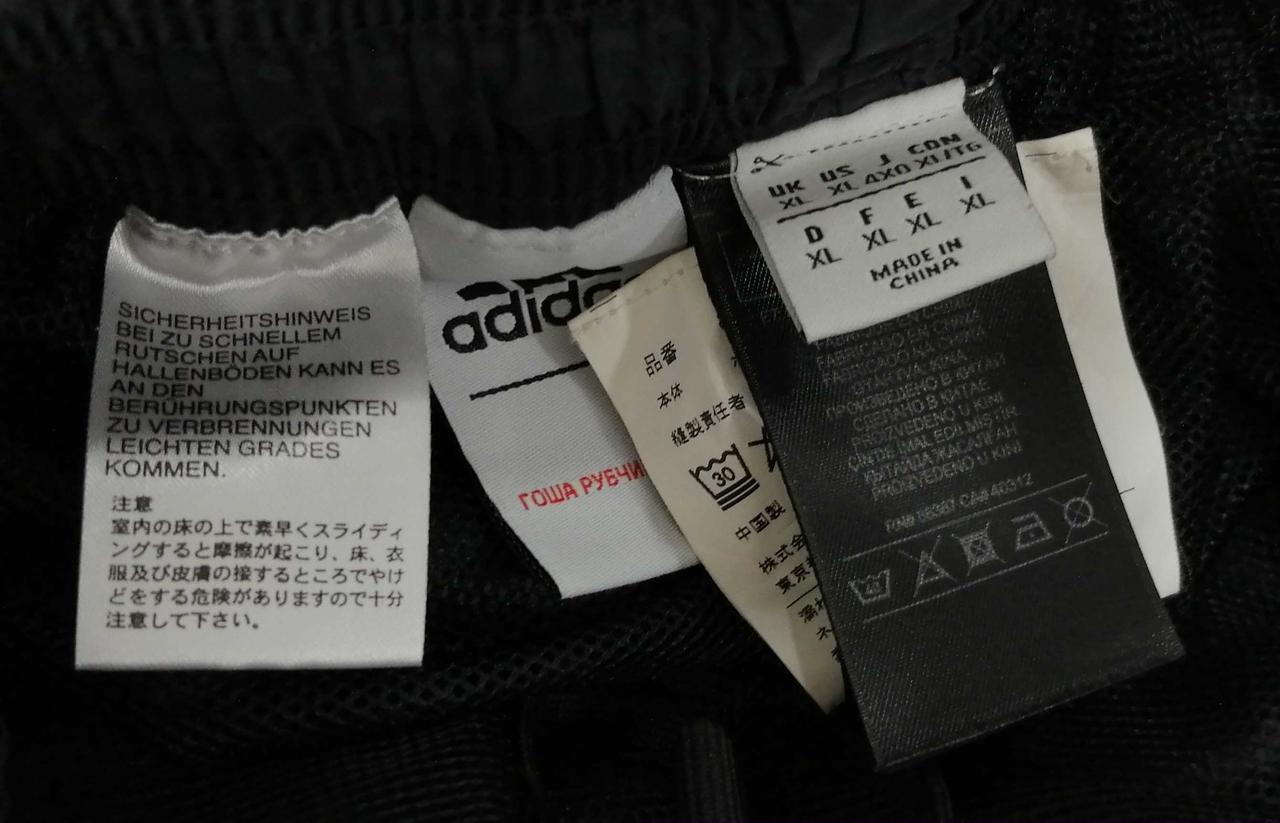 SICHERHEITSHINWEIS
BEI ZU SCHNELLEM
RUTSCHEN AUF
HALLENBÖDEN KANN ES
AN DEN
BERÜHRUNGSPUNKTEN
ZU VERBRENNUNGEN
LEICHTEN GRADES
KOMMEN.
注意
室内の床の上で素早くスライディ
ングすると摩擦が起こり、床、衣
服及び皮膚の接するところでやけ
どをする危険がありますので十分
注意して下さい。
adidas
ГОША РУБЧИ
品番
本体
縫製責任者
30
中国製
株式会
東京
UK US J CDN
XL XL 4XO XL/TG
D F E I
XL XL XL XL
MADE IN
CHINA
FABRICADO EN CHINA
FABRICADO DA CHINA
ПРОИЗВЕДЕНО В КИТАЕ
PROIZVEDENO U KINI
ÇİN'DE İMAL EDİLMİŞTİR
ҚЫТАЙДА ЖАСАЛҒАН
PROIZVEDENO U KINI
RN# 88387 CA# 40312